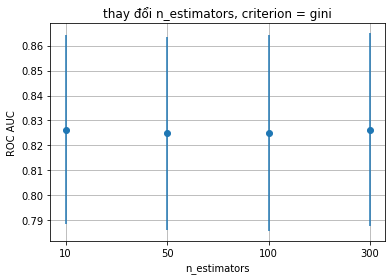 thay đổi n_estimators, criterion = gini
0.86
0.85
0.84
0.83
0.82
0.81
0.80
0.79
ROC AUC
10 50 100 300
n_estimators